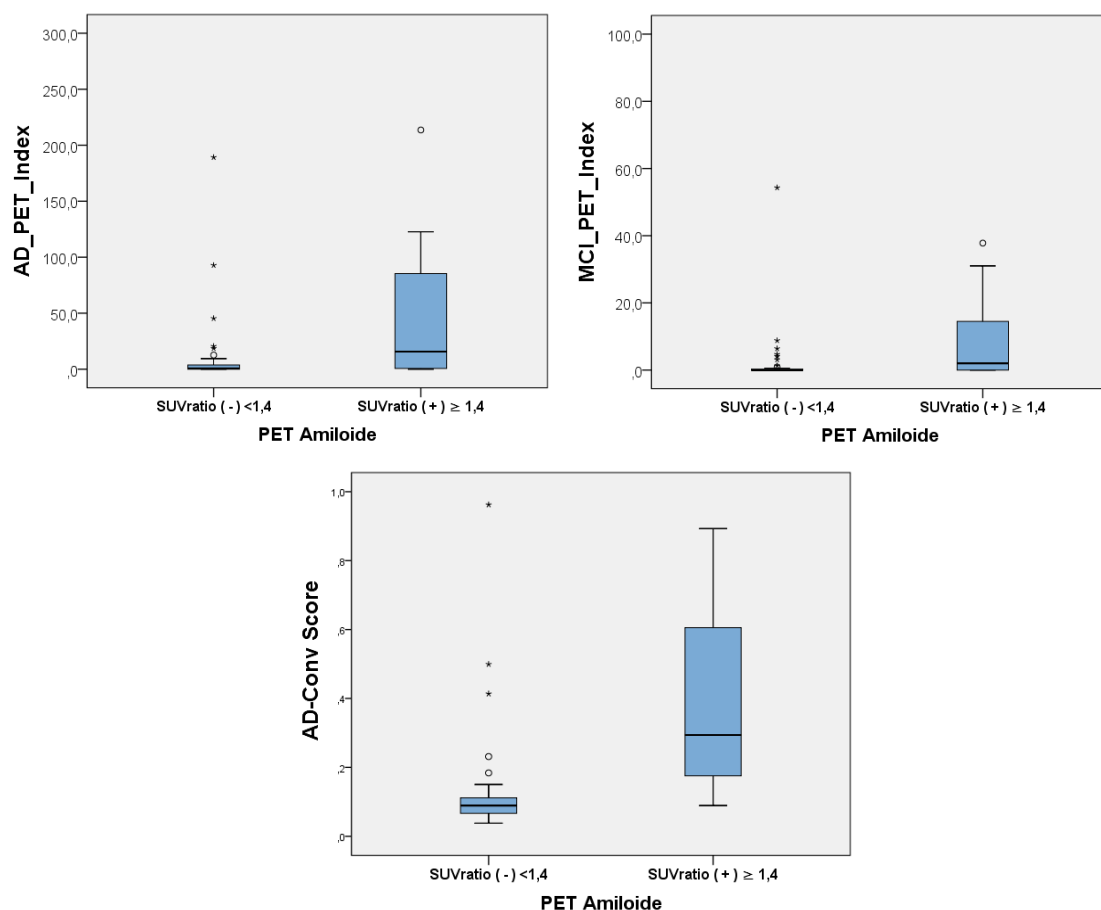 300,0
250,0
200,0
150,0
100,0
50,0
,0
AD_PET_Index
SUVratio ( - ) <1,4
SUVratio ( + ) ≥ 1,4
PET Amiloide
100,0
80,0
60,0
40,0
20,0
,0
MCI_PET_Index
SUVratio ( - ) <1,4
SUVratio ( + ) ≥ 1,4
PET Amiloide
1,0
,8
,6
,4
,2
,0
AD-Conv Score
SUVratio ( - ) <1,4
SUVratio ( + ) ≥ 1,4
PET Amiloide